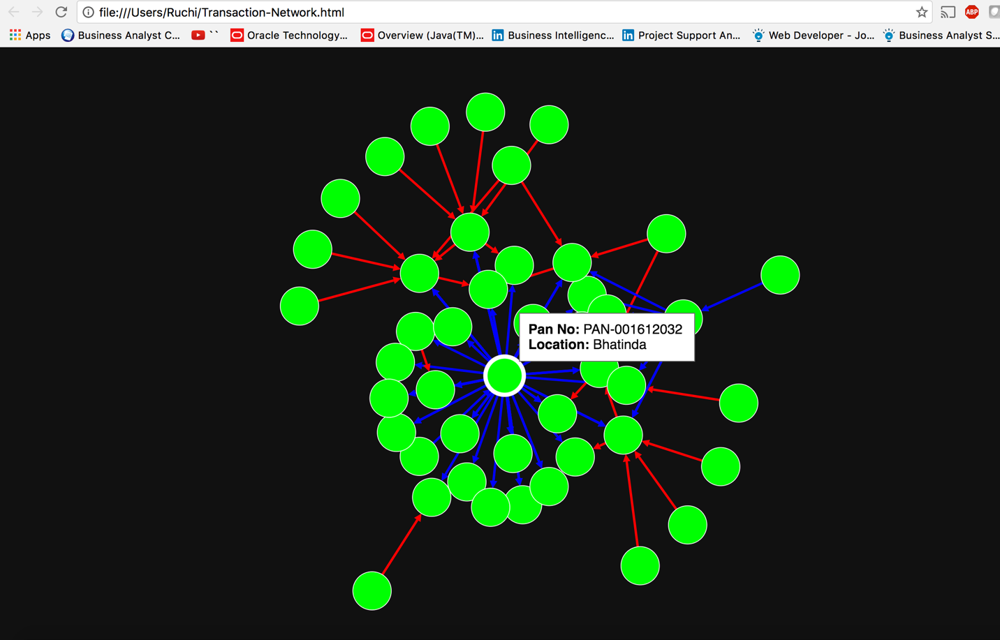 file:///Users/Ruchi/Transaction-Network.html
ABP
Apps Business Analyst C... `` Oracle Technology... Overview (Java(TM)... Business Intelligenc... Project Support An... Web Developer - Jo... Business Analyst S...
Pan No: PAN-001612032
Location: Bhatinda